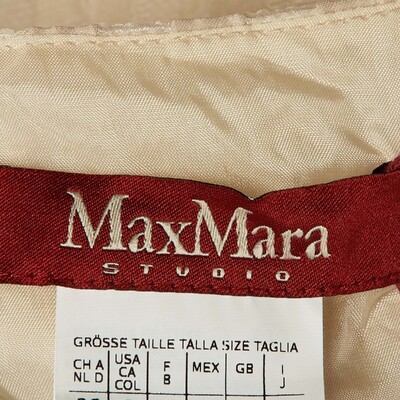 MaxMara
STUDIO
GRÖSSE TAILLE TALLA SIZE TAGLIA
CH A USA F MEX GB I
NL D CA B J
COL